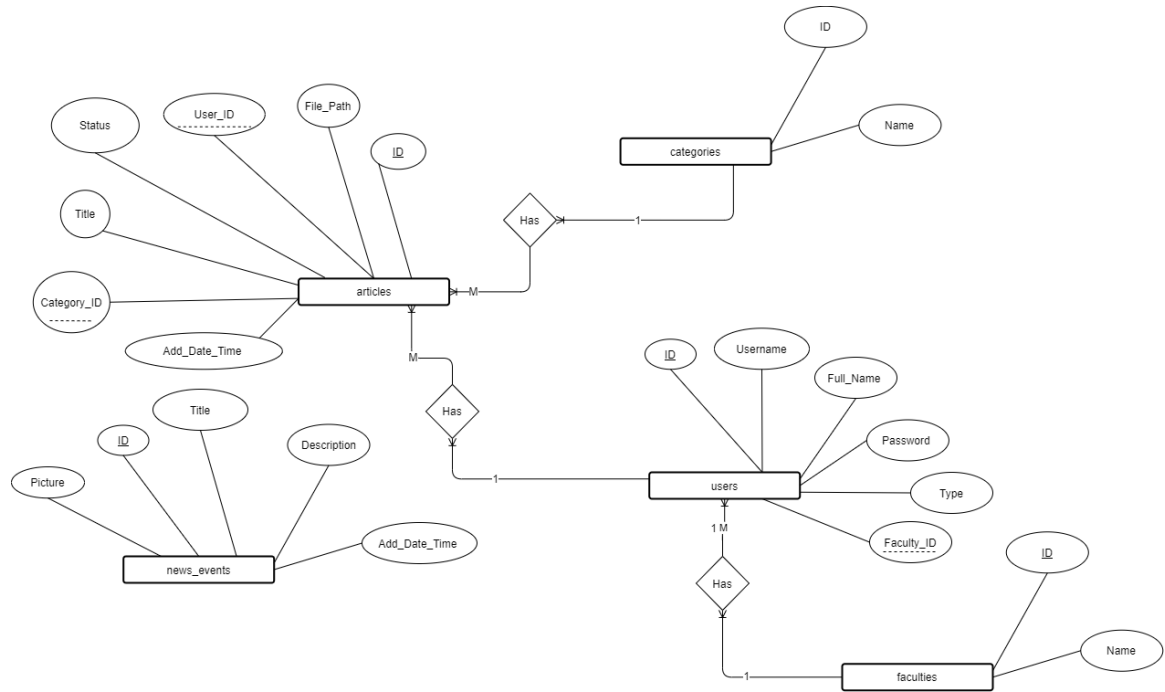 ID
Name
categories
File_Path
User_ID
Status
ID
Title
Has
1
Category_ID
articles
M
Add_Date_Time
M
Has
1
ID
Username
Full_Name
Password
Type
users
Faculty_ID
1 M
Has
1
ID
Name
faculties
Title
ID
Description
Picture
Add_Date_Time
news_events